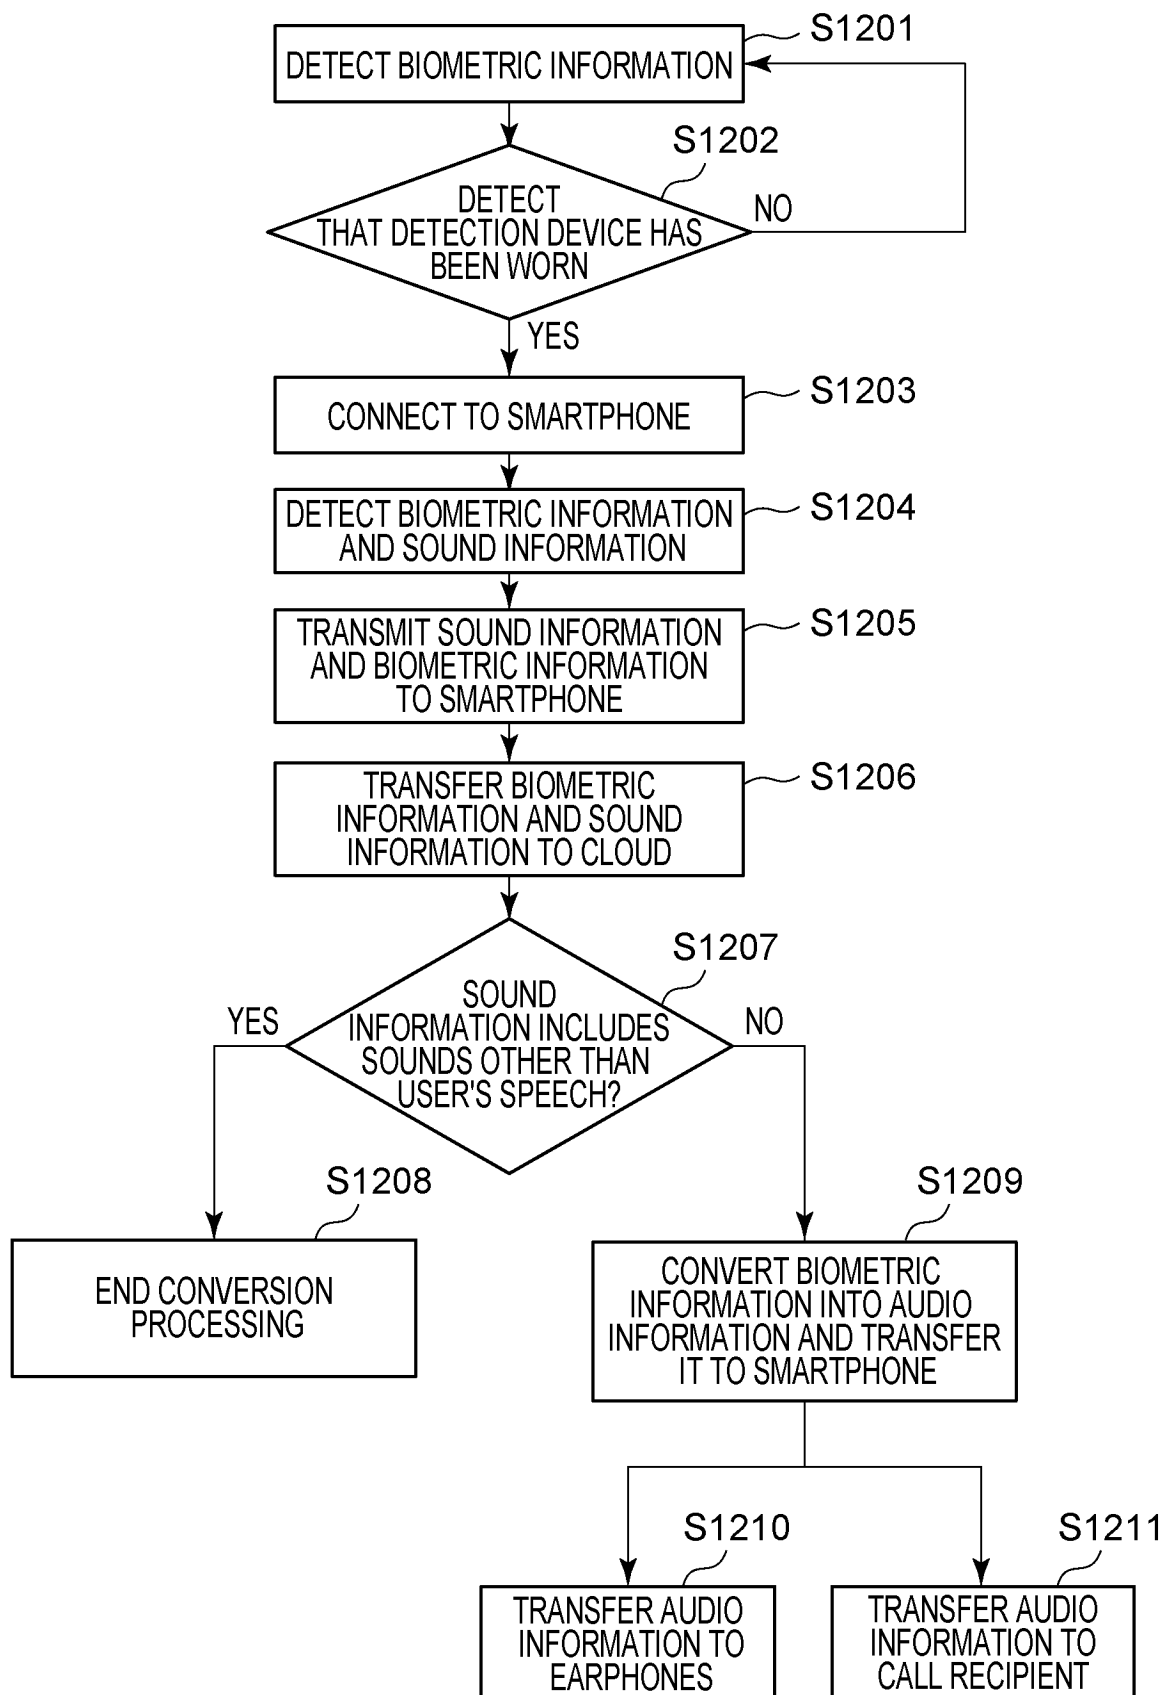 S1201
DETECT BIOMETRIC INFORMATION
S1202
DETECT
THAT DETECTION DEVICE HAS
BEEN WORN
NO
YES
S1203
CONNECT TO SMARTPHONE
S1204
DETECT BIOMETRIC INFORMATION
AND SOUND INFORMATION
S1205
TRANSMIT SOUND INFORMATION
AND BIOMETRIC INFORMATION
TO SMARTPHONE
S1206
TRANSFER BIOMETRIC
INFORMATION AND SOUND
INFORMATION TO CLOUD
S1207
SOUND
INFORMATION INCLUDES
SOUNDS OTHER THAN
USER'S SPEECH?
YES
NO
S1208
END CONVERSION
PROCESSING
S1209
CONVERT BIOMETRIC
INFORMATION INTO AUDIO
INFORMATION AND TRANSFER
IT TO SMARTPHONE
S1210
TRANSFER AUDIO
INFORMATION TO
EARPHONES
S1211
TRANSFER AUDIO
INFORMATION TO
CALL RECIPIENT